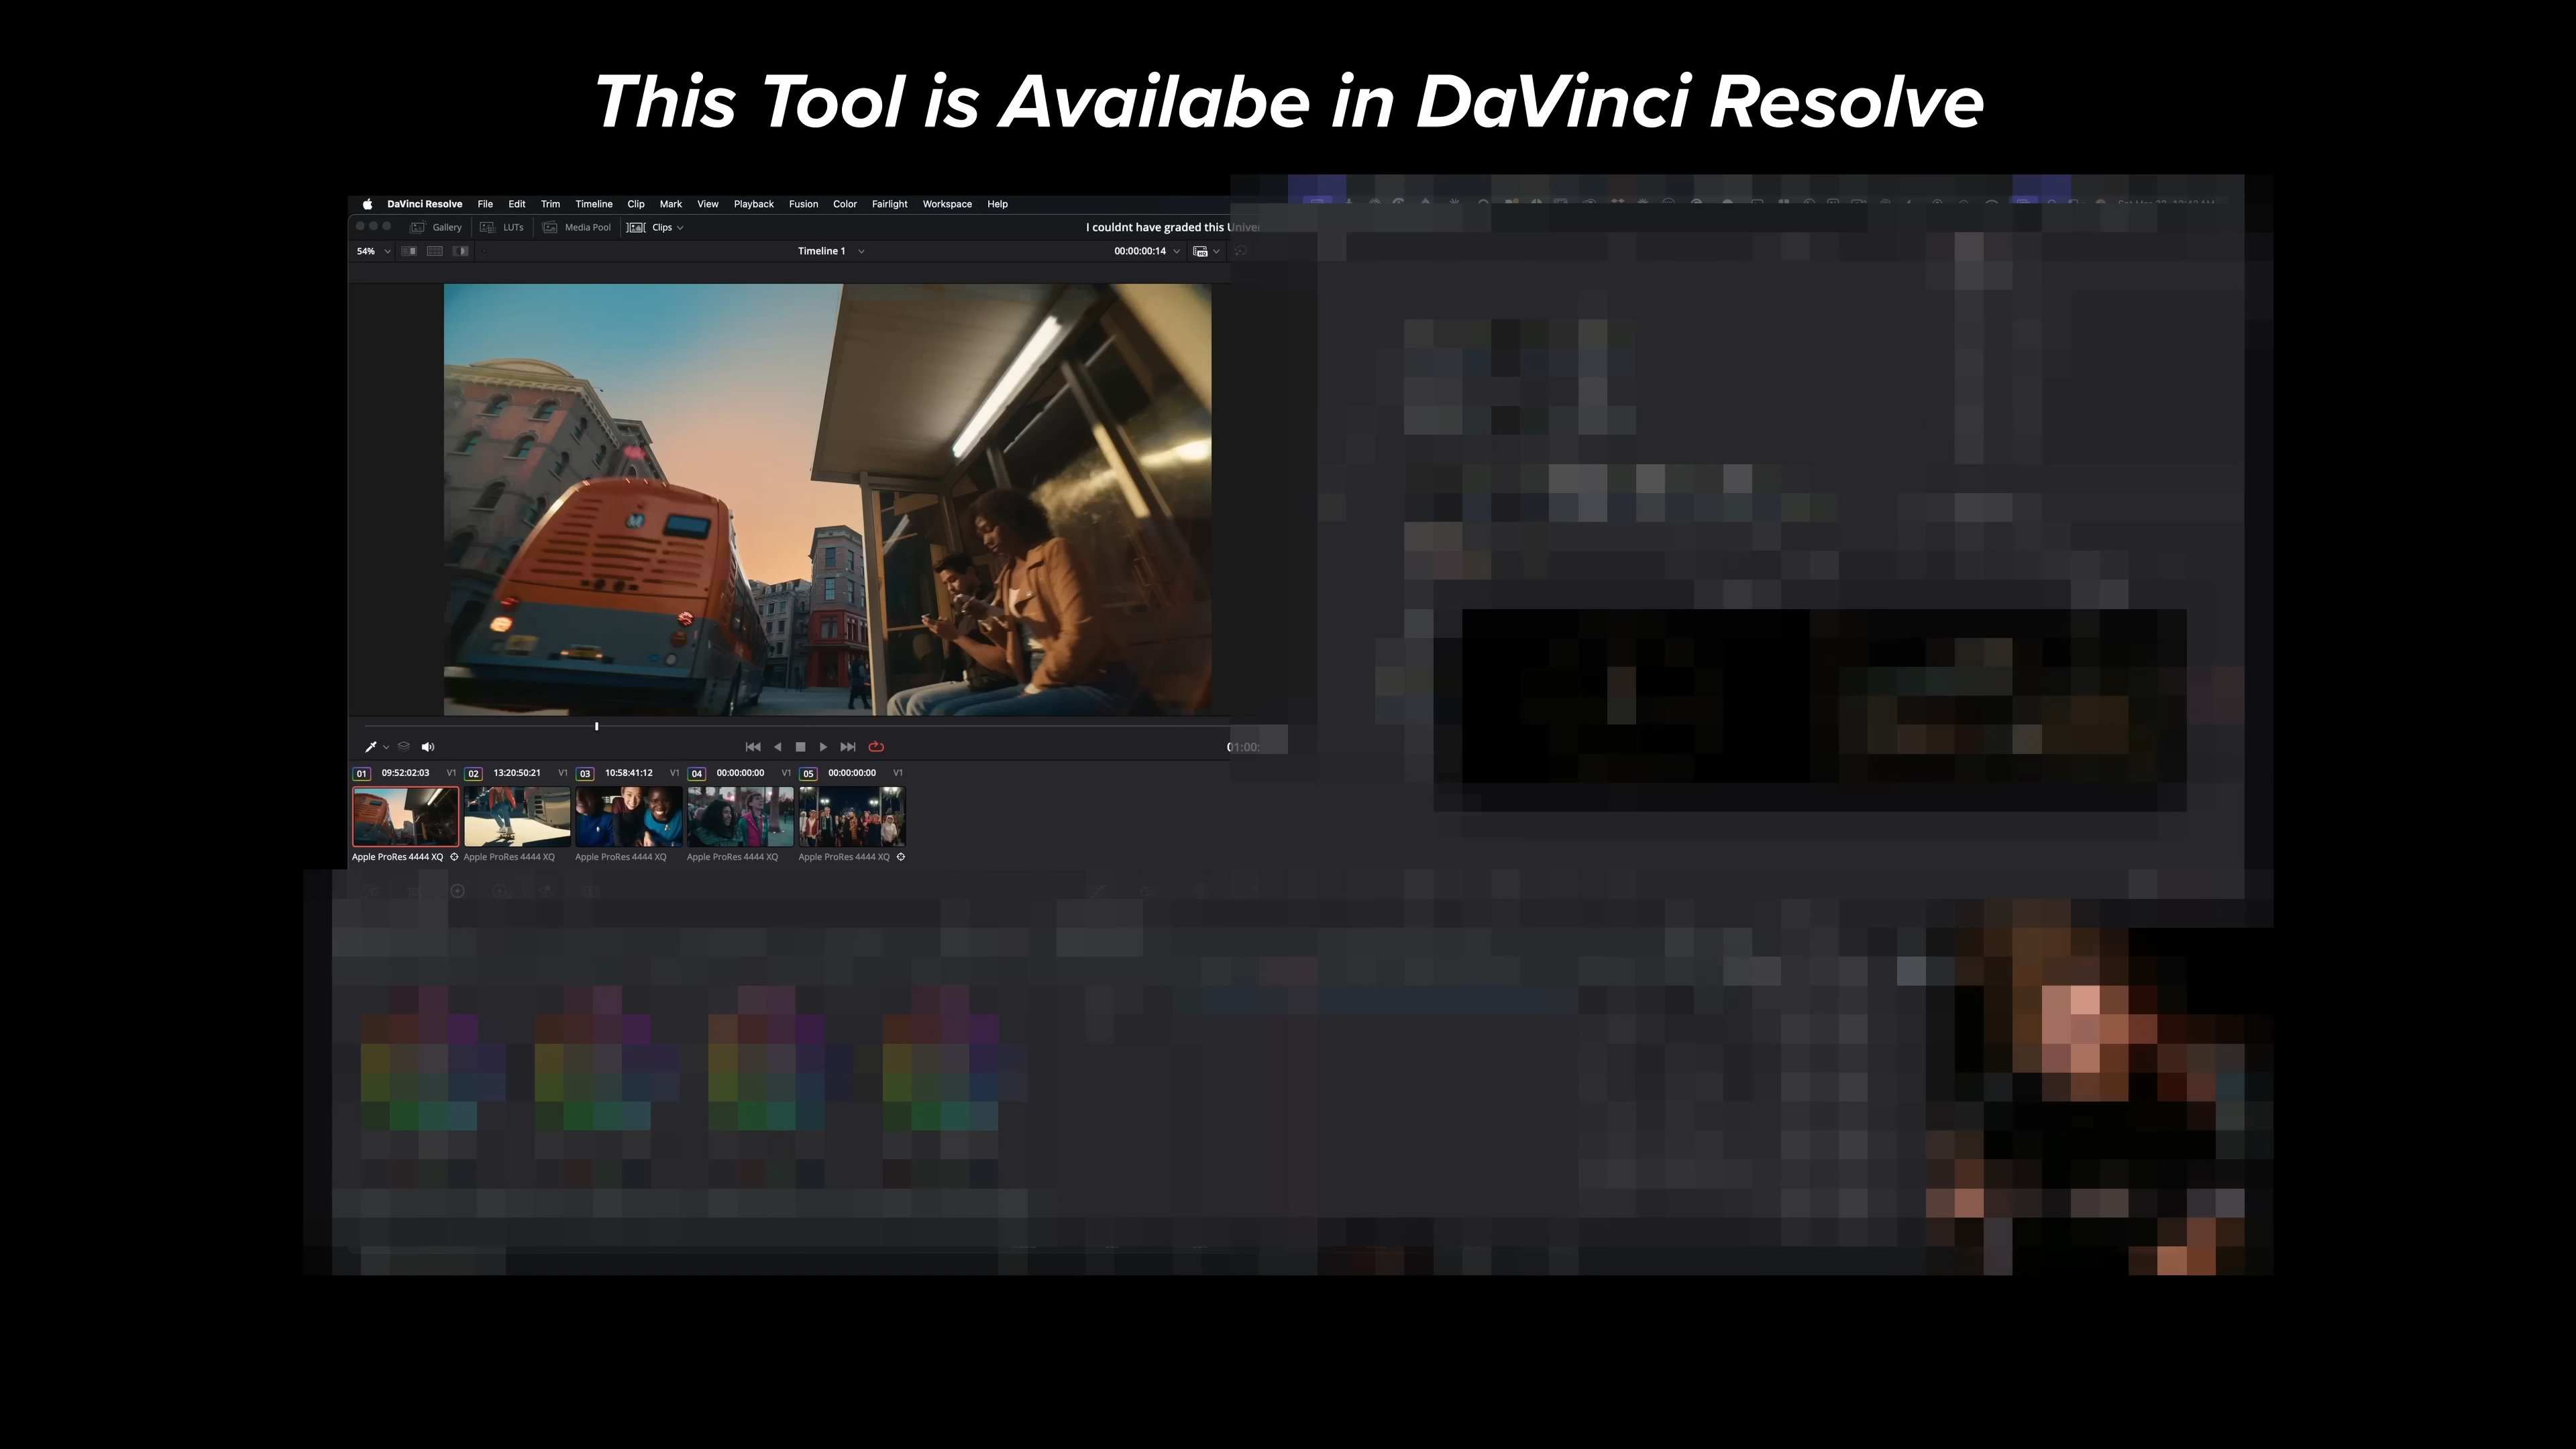 This Tool is Availabe in DaVinci Resolve
DaVinci Resolve File Edit Trim Timeline Clip Mark View Playback Fusion Color Fairlight Workspace Help
Gallery LUTs Media Pool Clips I couldnt have graded this
54% Timeline 1 00:00:00:14
01:00:
01 09:52:02:03 V1 02 13:20:50:21 V1 03 10:58:41:12 V1 04 00:00:00:00 V1 05 00:00:00:00 V1
Apple ProRes 4444 XQ Apple ProRes 4444 XQ Apple ProRes 4444 XQ Apple ProRes 4444 XQ Apple ProRes 4444 XQ